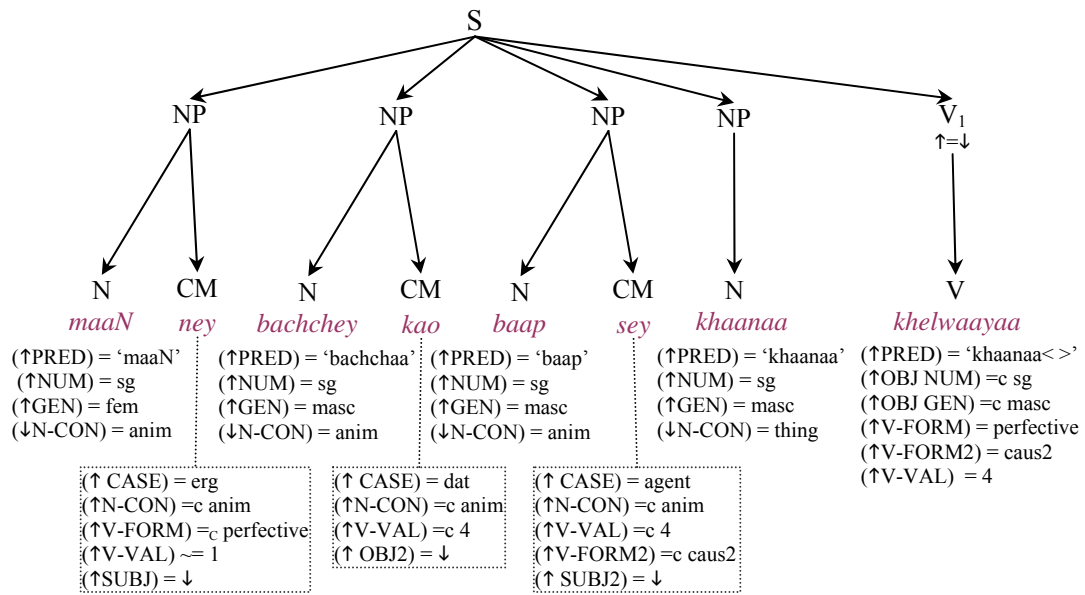 S
NP NP NP NP V₁
↑=↓
N CM N CM N CM N V
maaN ney bachchey kao baap sey khaanaa khelwaayaa
(↑PRED) = ‘maaN’
(↑NUM) = sg
(↑GEN) = fem
(↓N-CON) = anim
(↑PRED) = ‘bachchaa’
(↑NUM) = sg
(↑GEN) = masc
(↓N-CON) = anim
(↑PRED) = ‘baap’
(↑NUM) = sg
(↑GEN) = masc
(↓N-CON) = anim
(↑PRED) = ‘khaanaa’
(↑NUM) = sg
(↑GEN) = masc
(↓N-CON) = thing
(↑PRED) = ‘khaanaa< >’
(↑OBJ NUM) =c sg
(↑OBJ GEN) =c masc
(↑V-FORM) = perfective
(↑V-FORM2) = caus2
(↑V-VAL) = 4
(↑ CASE) = erg
(↑N-CON) =c anim
(↑V-FORM) =c perfective
(↑V-VAL) ~= 1
(↑SUBJ) = ↓
(↑ CASE) = dat
(↑N-CON) =c anim
(↑V-VAL) =c 4
(↑ OBJ2) = ↓
(↑ CASE) = agent
(↑N-CON) =c anim
(↑V-VAL) =c 4
(↑V-FORM2) =c caus2
(↑ SUBJ2) = ↓